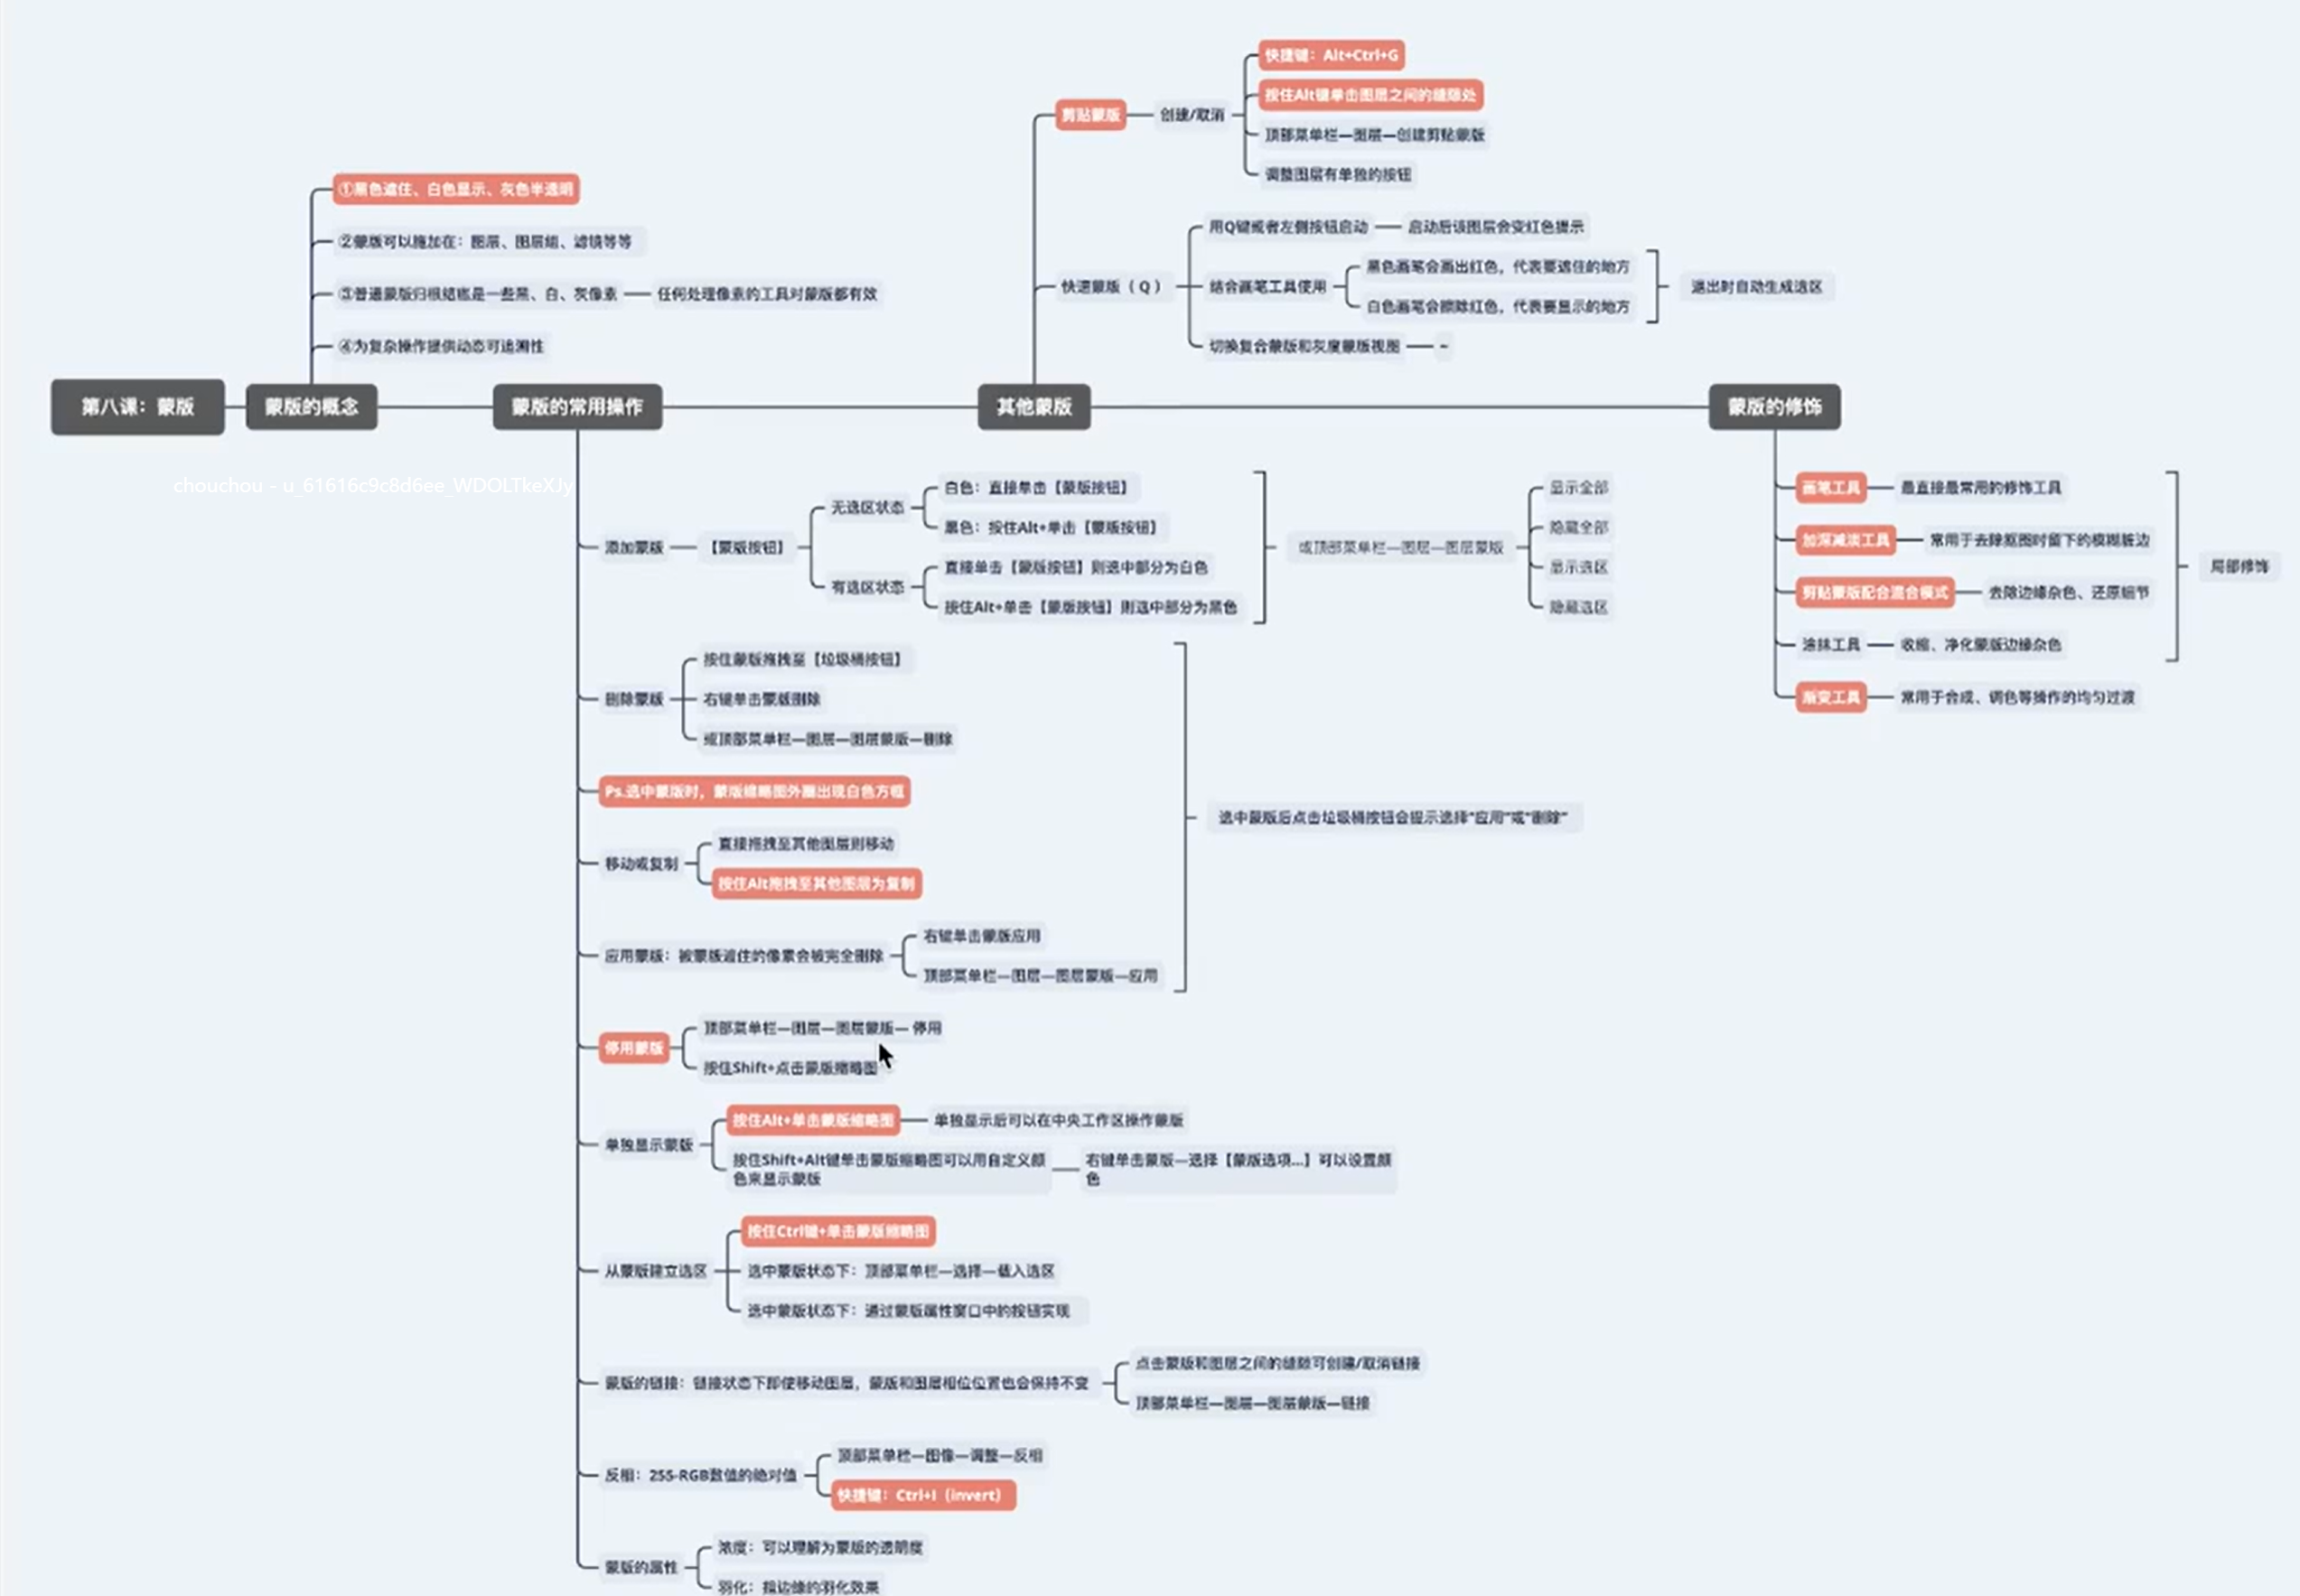 第八课：蒙版
蒙版的概念
①黑色遮住、白色显示、灰色半透明
②蒙版可以施加在：图层、图层组、滤镜等等
③普通蒙版归根结底是一些黑、白、灰像素
任何处理像素的工具对蒙版都有效
④为复杂操作提供动态可追溯性
蒙版的常用操作
添加蒙版
【蒙版按钮】
无选区状态
白色：直接单击【蒙版按钮】
黑色：按住Alt+单击【蒙版按钮】
有选区状态
直接单击【蒙版按钮】则选中部分为白色
按住Alt+单击【蒙版按钮】则选中部分为黑色
或顶部菜单栏—图层—图层蒙版
显示全部
隐藏全部
显示选区
隐藏选区
删除蒙版
按住蒙版拖拽至【垃圾桶按钮】
右键单击蒙版删除
或顶部菜单栏—图层—图层蒙版—删除
Ps.选中蒙版时，蒙版缩略图外圈出现白色方框
移动或复制
直接拖拽至其他图层则移动
按住Alt拖拽至其他图层为复制
应用蒙版：被蒙版遮住的像素会被完全删除
右键单击蒙版应用
顶部菜单栏—图层—图层蒙版—应用
选中蒙版后点击垃圾桶按钮会提示选择“应用”或“删除”
停用蒙版
顶部菜单栏—图层—图层蒙版— 停用
按住Shift+点击蒙版缩略图
单独显示蒙版
按住Alt+单击蒙版缩略图
单独显示后可以在中央工作区操作蒙版
按住Shift+Alt键单击蒙版缩略图可以用自定义颜
色来显示蒙版
右键单击蒙版—选择【蒙版选项...】可以设置颜
色
从蒙版建立选区
按住Ctrl键+单击蒙版缩略图
选中蒙版状态下：顶部菜单栏—选择—载入选区
选中蒙版状态下：通过蒙版属性窗口中的按钮实现
蒙版的链接：链接状态下即使移动图层，蒙版和图层相位位置也会保持不变
点击蒙版和图层之间的缝隙可创建/取消链接
顶部菜单栏—图层—图层蒙版—链接
反相：255-RGB数值的绝对值
顶部菜单栏—图像—调整—反相
快捷键：Ctrl+I（invert）
蒙版的属性
浓度：可以理解为蒙版的透明度
羽化：指边缘的羽化效果
其他蒙版
剪贴蒙版
创建/取消
快捷键：Alt+Ctrl+G
按住Alt键单击图层之间的缝隙处
顶部菜单栏—图层—创建剪贴蒙版
调整图层有单独的按钮
快速蒙版（Q）
用Q键或者左侧按钮启动
启动后该图层会变红色提示
结合画笔工具使用
黑色画笔会画出红色，代表要遮住的地方
白色画笔会擦除红色，代表要显示的地方
退出时自动生成选区
切换复合蒙版和灰度蒙版视图
~
蒙版的修饰
画笔工具
最直接最常用的修饰工具
加深减淡工具
常用于去除抠图时留下的模糊脏边
剪贴蒙版配合混合模式
去除边缘杂色、还原细节
涂抹工具
收缩、净化蒙版边缘杂色
局部修饰
渐变工具
常用于合成、调色等操作的均匀过渡
chouchou - u_61616c9c8d6ee_WDOLTkeXJy